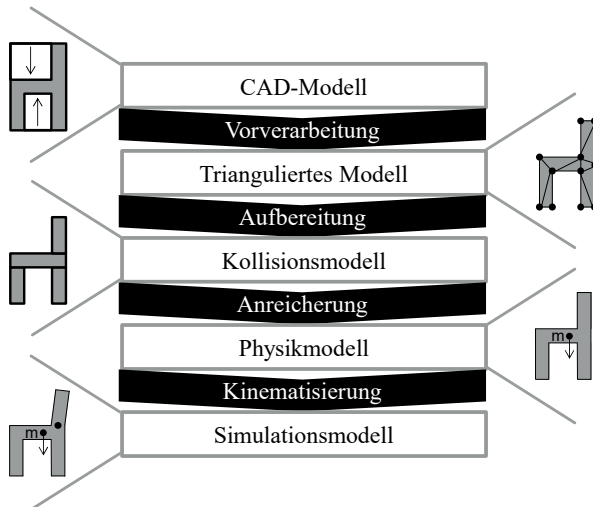 CAD-Modell
Vorverarbeitung
Trianguliertes Modell
Aufbereitung
Kollisionsmodell
Anreicherung
Physikmodell
m
Kinematisierung
Simulationsmodell
m